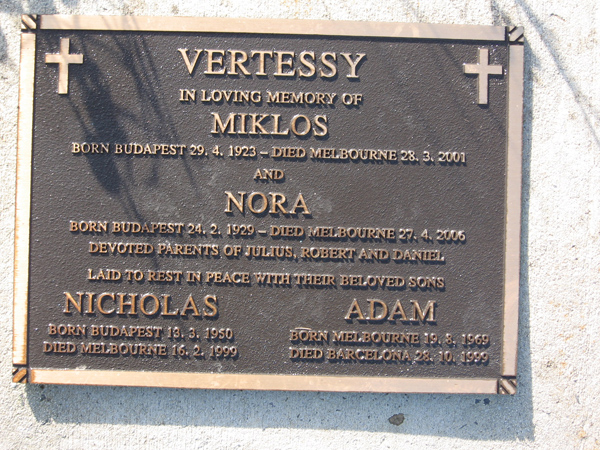 VERTESSY
IN LOVING MEMORY OF
MIKLOS
BORN BUDAPEST 29. 4. 1923 – DIED MELBOURNE 28. 3. 2001
AND
NORA
BORN BUDAPEST 24. 2. 1929 – DIED MELBOURNE 27. 4. 2006
DEVOTED PARENTS OF JULIUS, ROBERT AND DANIEL
LAID TO REST IN PEACE WITH THEIR BELOVED SONS
NICHOLAS
BORN BUDAPEST 13. 3. 1950
DIED MELBOURNE 16. 2. 1999
ADAM
BORN MELBOURNE 19. 8. 1969
DIED BARCELONA 28. 10. 1999